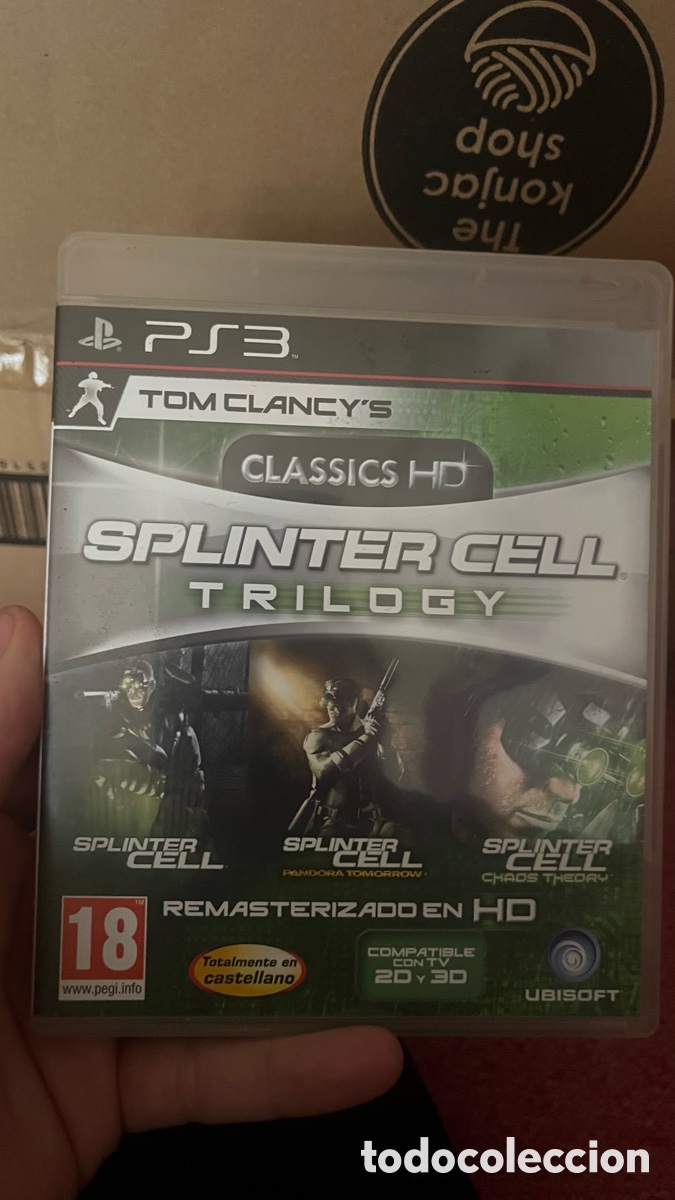 The
konjac
shop
PS3
TOM CLANCY'S
CLASSICS HD
SPLINTER CELL
TRILOGY
SPLINTER
CELL
SPLINTER
CELL
PANDORA TOMORROW
SPLINTER
CELL
CHAOS THEORY
REMASTERIZADO EN HD
18
www.pegi.info
Totalmente en
castellano
COMPATIBLE
CON TV
2D Y 3D
UBISOFT
todocoleccion